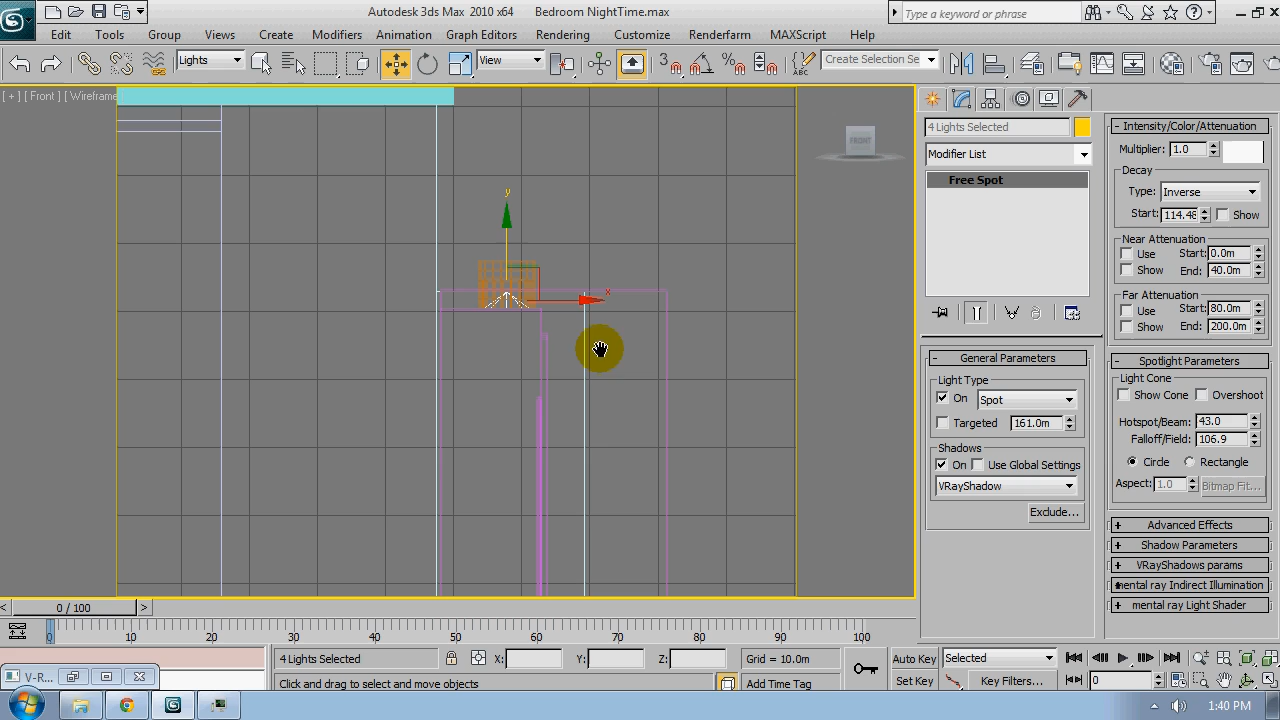 Autodesk 3ds Max 2010 x64 Bedroom NightTime.max
Type a keyword or phrase
Edit Tools Group Views Create Modifiers Animation Graph Editors Rendering Customize Renderfarm MAXScript Help
Lights View 3 ABC Create Selection Se
[ + ] [ Front ] [ Wireframe
FRONT
y
x
4 Lights Selected
Modifier List
Free Spot
General Parameters
Light Type
On Spot
Targeted 161.0m
Shadows
On Use Global Settings
VRayShadow
Exclude...
Intensity/Color/Attenuation
Multiplier: 1.0
Decay
Type: Inverse
Start: 114.48 Show
Near Attenuation
Use Start: 0.0m
Show End: 40.0m
Far Attenuation
Use Start: 80.0m
Show End: 200.0m
Spotlight Parameters
Light Cone
Show Cone Overshoot
Hotspot/Beam: 43.0
Falloff/Field: 106.9
Circle Rectangle
Aspect: 1.0 Bitmap Fit...
Advanced Effects
Shadow Parameters
VRayShadows params
mental ray Indirect Illumination
mental ray Light Shader
< 0 / 100 >
0 10 20 30 40 50 60 70 80 90 100
4 Lights Selected X: Y: Z: Grid = 10.0m Auto Key Selected
V-R... Click and drag to select and move objects Add Time Tag Set Key Key Filters... 0
1:40 PM